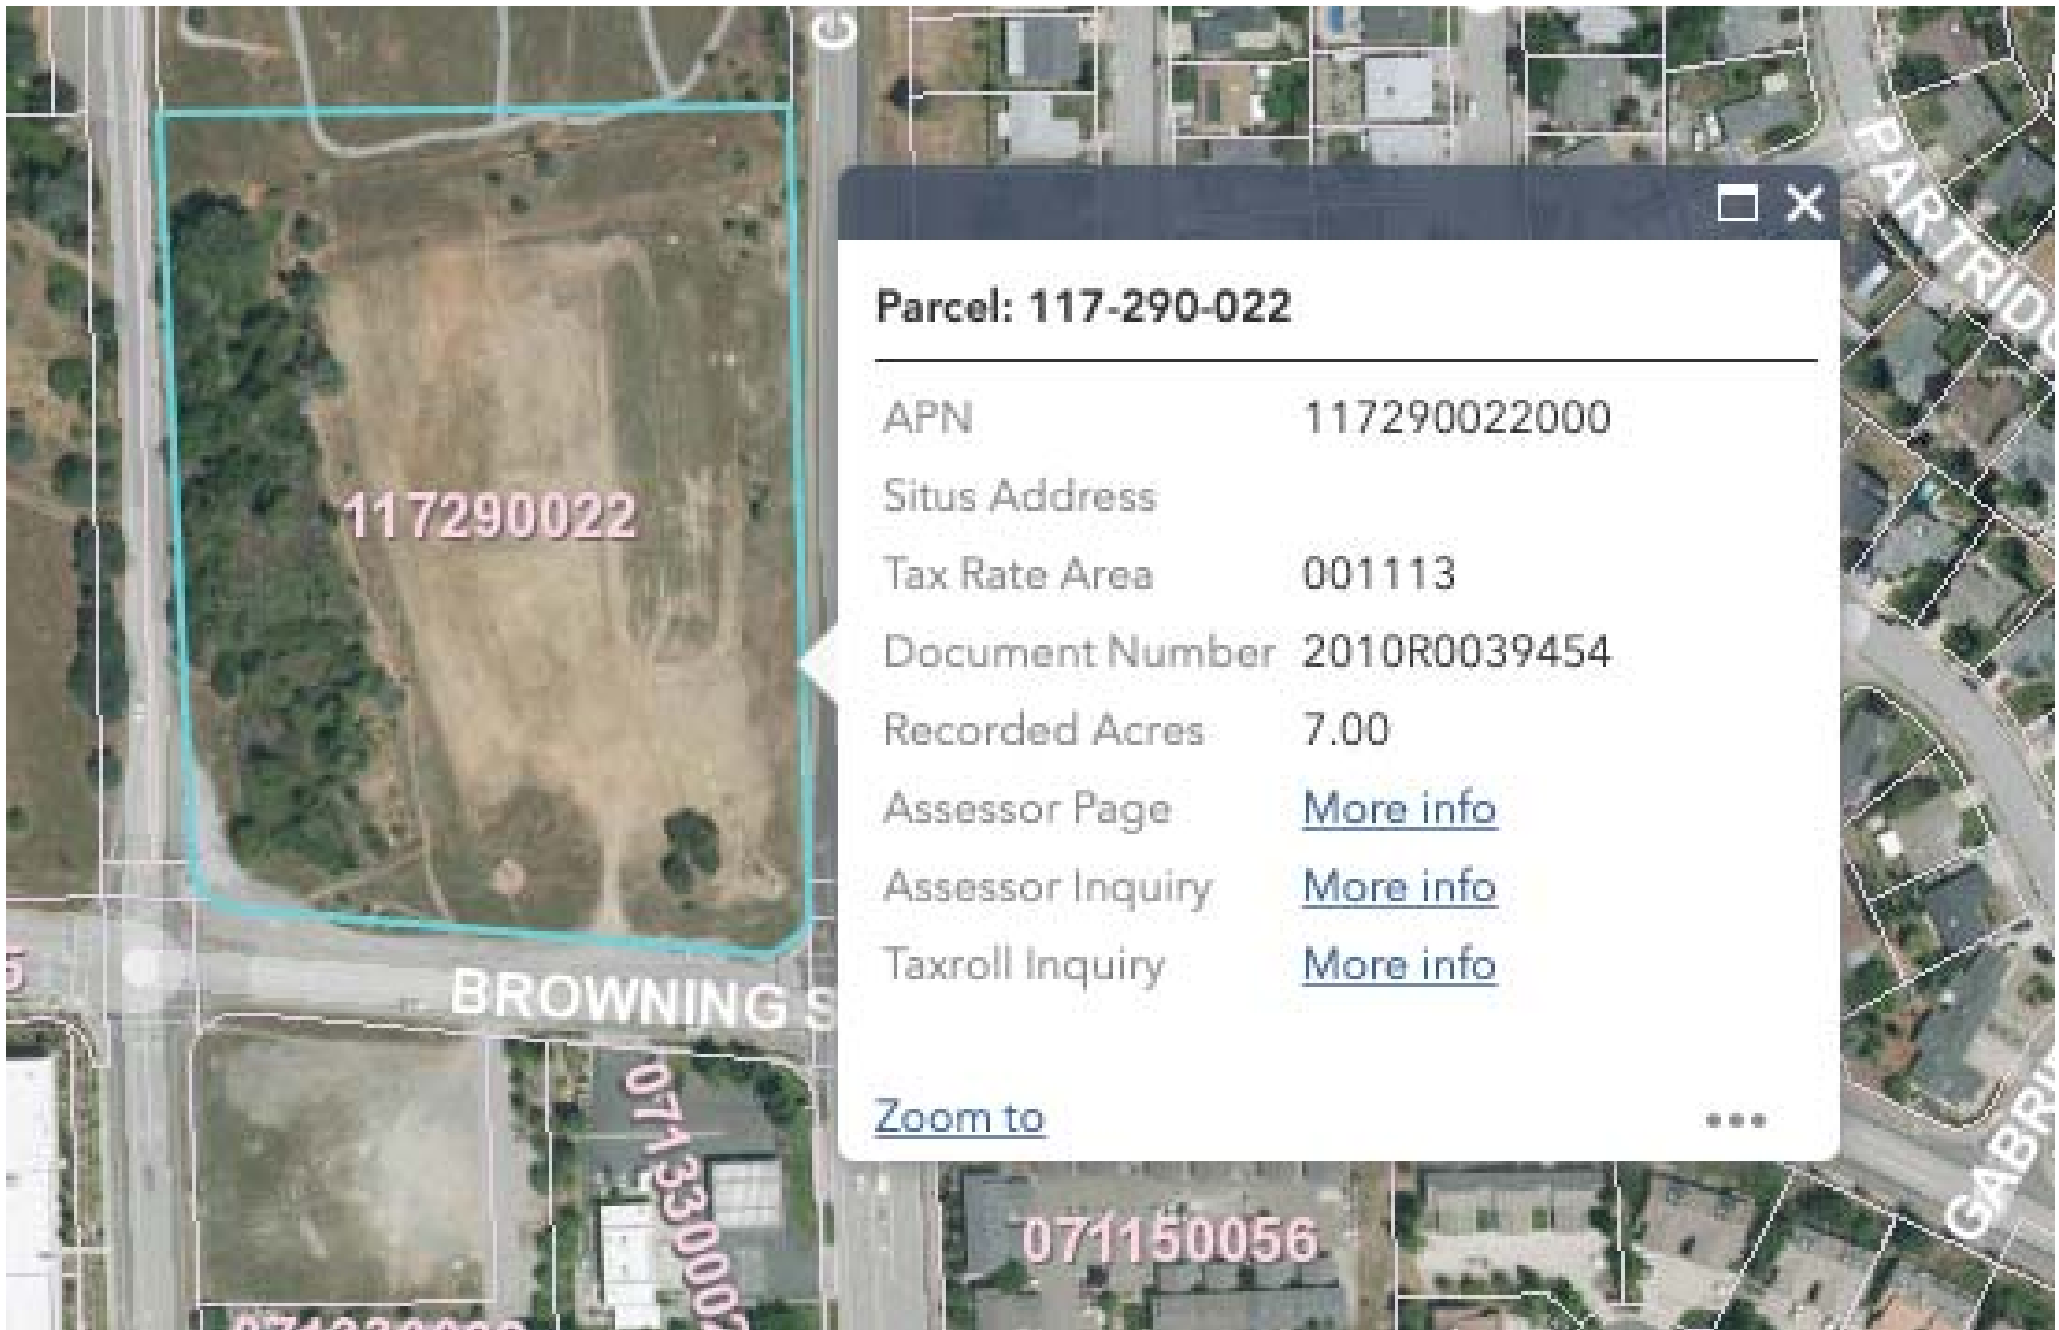 Parcel: 117-290-022
APN 117290022000
Situs Address
Tax Rate Area 001113
Document Number 2010R0039454
Recorded Acres 7.00
Assessor Page More info
Assessor Inquiry More info
Taxroll Inquiry More info
Zoom to
117290022
BROWNING S
PARTRIDG
GABRI
071150056